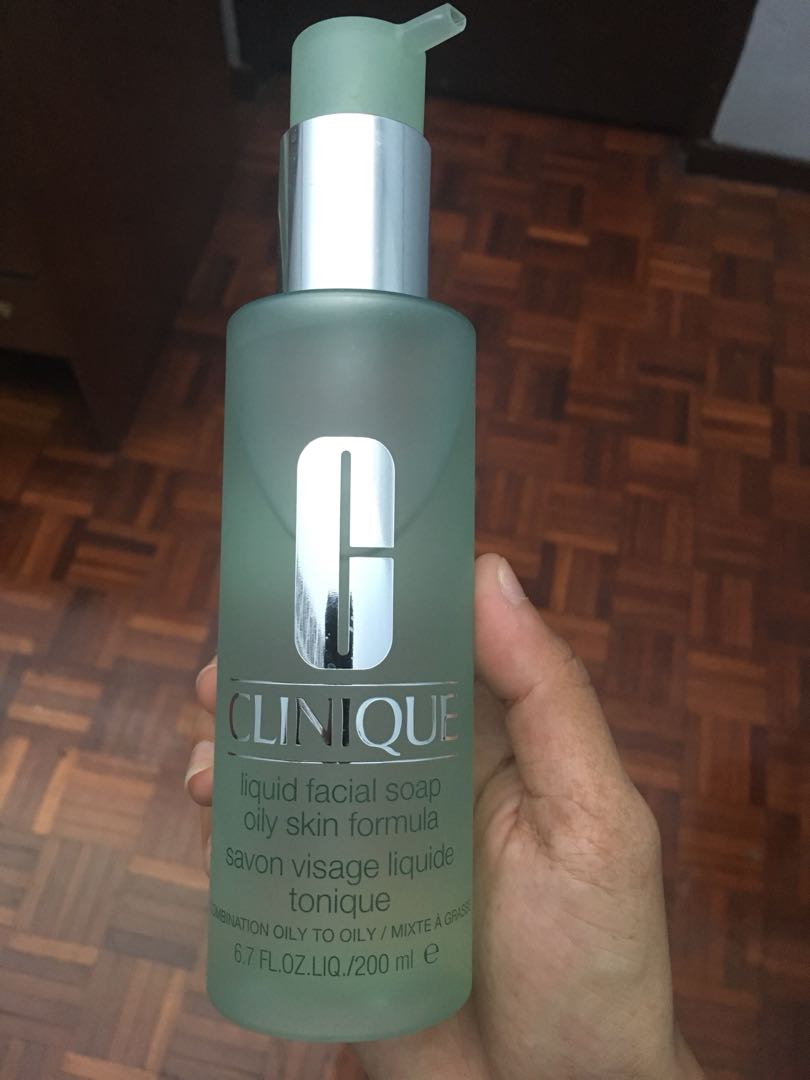 C
CLINIQUE
liquid facial soap
oily skin formula
savon visage liquide
tonique
COMBINATION OILY TO OILY / MIXTE À GRASSE
6.7 FL.OZ.LIQ./200 ml e